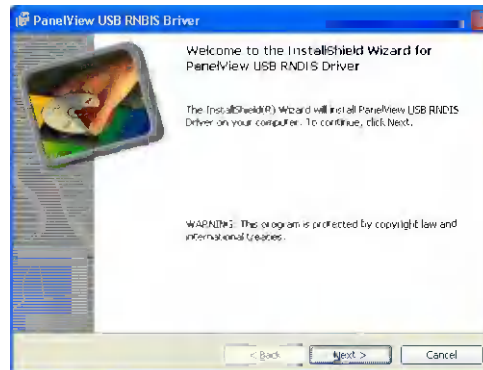 PanelView USB RNBIS Driver
Welcome to the InstallShield Wizard for
PanelView USB RNDIS Driver
The InstallShield(R) Wizard will install PanelView USB RNDIS
Driver on your computer. To continue, click Next.
WARNING: This program is protected by copyright law and
international treaties.
< Back
Next >
Cancel